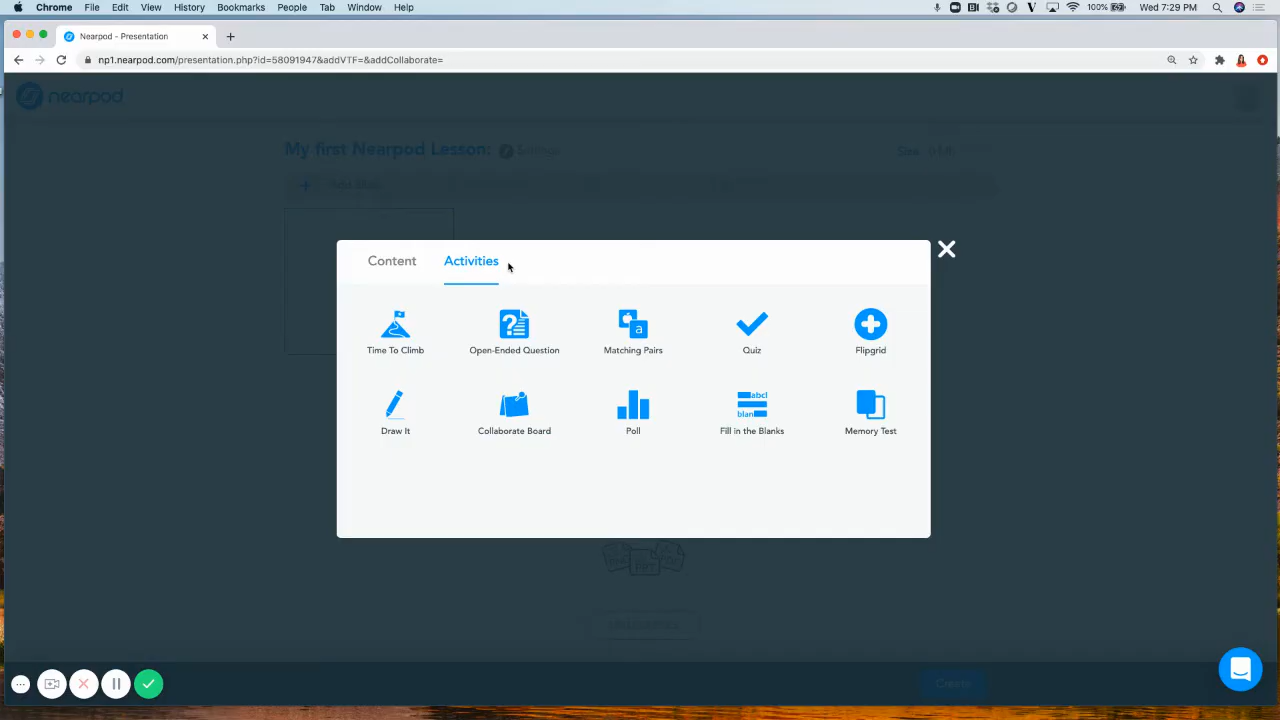 Chrome File Edit View History Bookmarks People Tab Window Help 100% Wed 7:29 PM
Nearpod - Presentation
np1.nearpod.com/presentation.php?id=58091947&addVTF=&addCollaborate=
nearpod
My first Nearpod Lesson: Settings Size
Add Slide
Content Activities
Time To Climb Open-Ended Question Matching Pairs Quiz Flipgrid
Draw It Collaborate Board Poll Fill in the Blanks Memory Test
Create